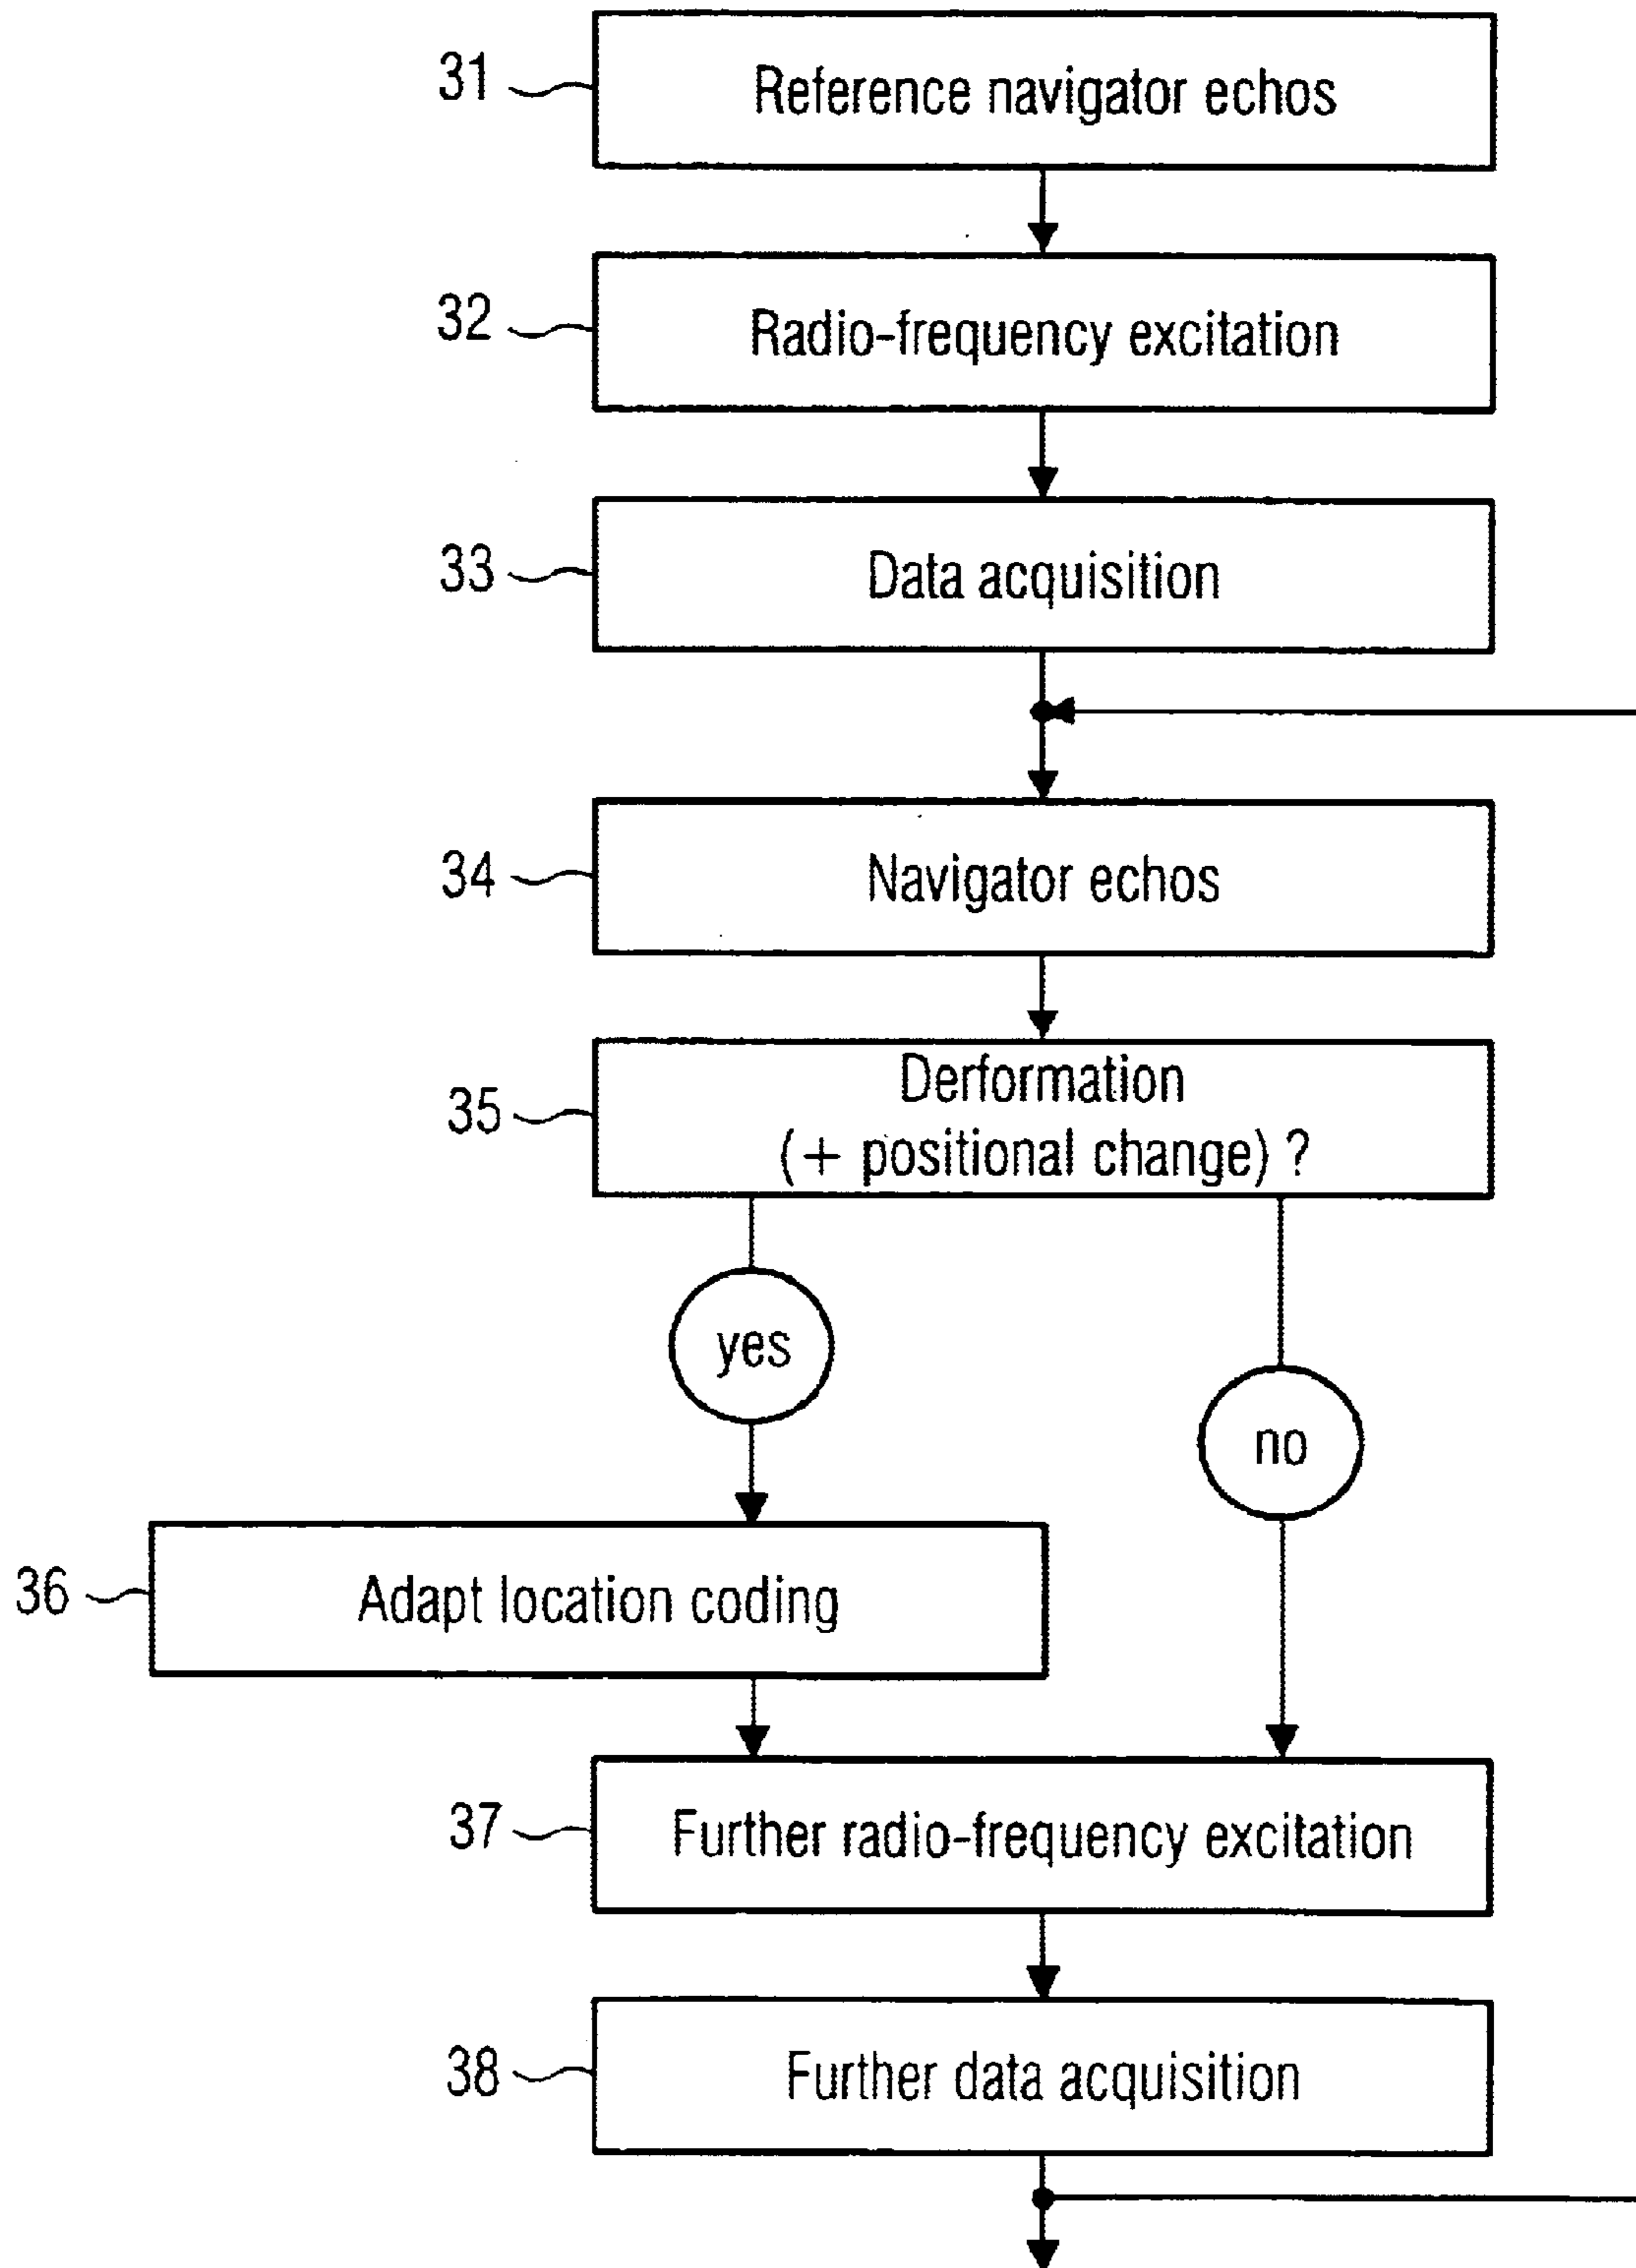 31
Reference navigator echos
32
Radio-frequency excitation
33
Data acquisition
34
Navigator echos
35
Derformation
(+ positional change) ?
yes
no
36
Adapt location coding
37
Further radio-frequency excitation
38
Further data acquisition